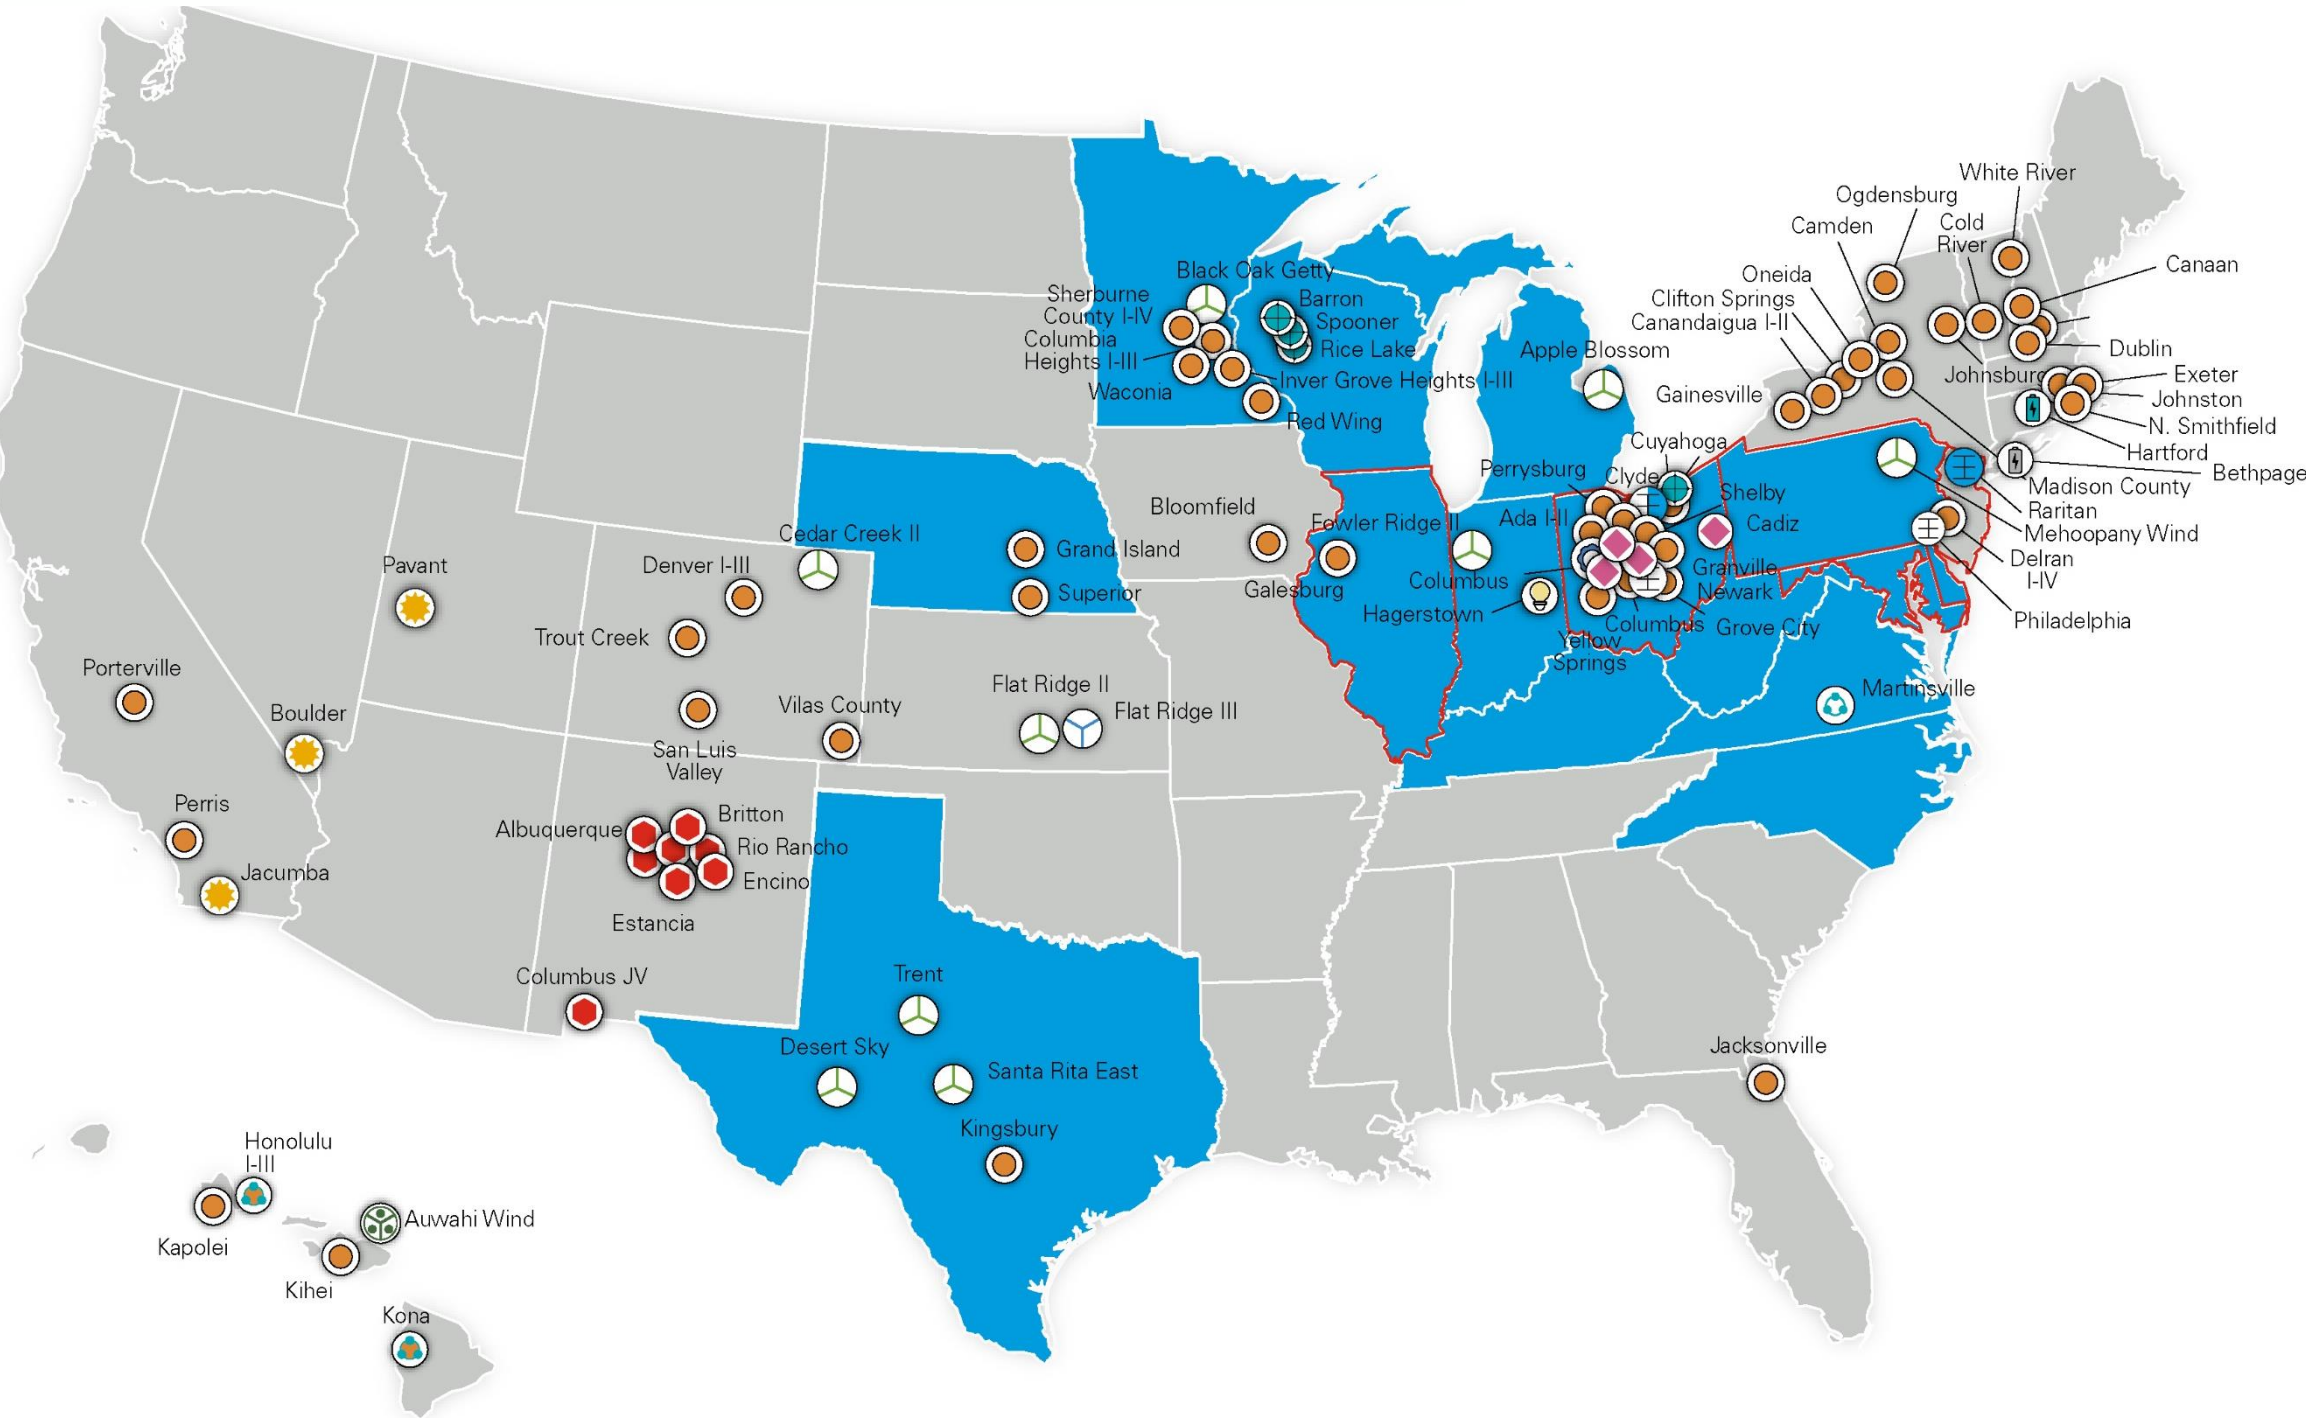 White River
Ogdensburg
Cold
River
Camden
Canaan
Oneida
Black Oak Getty
Sherburne
County I-IV
Barron
Clifton Springs
Spooner
Canandaigua I-II
Columbia
Heights I-III
Rice Lake
Apple Blossom
Dublin
Inver Grove Heights I-III
Johnsburg
Exeter
Waconia
Gainesville
Johnston
Red Wing
N. Smithfield
Cuyahoga
Hartford
Perrysburg
Clyde
Bethpage
Madison County
Shelby
Bloomfield
Raritan
Fowler Ridge II
Ada I-II
Cadiz
Cedar Creek II
Mehoopany Wind
Grand Island
Delran
I-IV
Pavant
Denver I-III
Granville
Columbus
Galesburg
Superior
Newark
Hagerstown
Philadelphia
Columbus
Grove City
Trout Creek
Yellow
Springs
Porterville
Flat Ridge II
Martinsville
Vilas County
Flat Ridge III
Boulder
San Luis
Valley
Perris
Britton
Albuquerque
Rio Rancho
Jacumba
Encino
Estancia
Trent
Columbus JV
Desert Sky
Jacksonville
Santa Rita East
Kingsbury
Honolulu
I-III
Auwahi Wind
Kapolei
Kihei
Kona